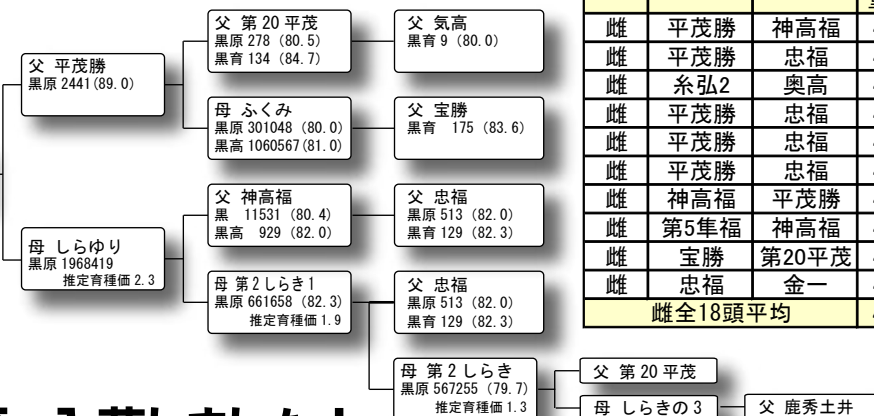 父 平茂勝
黒原 2441(89.0)
父 第20平茂
黒原 278 (80.5)
黒育 134 (84.7)
父 気高
黒育 9 (80.0)
母 ふくみ
黒原 301048 (80.0)
黒高 1060567(81.0)
父 宝勝
黒育 175 (83.6)
母 しらゆり
黒原 1968419
推定育種価 2.3
父 神高福
黒 11531 (80.4)
黒高 929 (82.0)
父 忠福
黒原 513 (82.0)
黒育 129 (82.3)
母 第2しらき1
黒原 661658 (82.3)
推定育種価 1.9
父 忠福
黒原 513 (82.0)
黒育 129 (82.3)
母 第2しらき
黒原 567255 (79.7)
推定育種価 1.3
父 第20平茂
母 しらきの3
父 鹿秀土井
雌 平茂勝 神高福
雌 平茂勝 忠福
雌 糸弘2 奥高
雌 平茂勝 忠福
雌 平茂勝 忠福
雌 平茂勝 忠福
雌 神高福 平茂勝
雌 第5隼福 神高福
雌 宝勝 第20平茂
雌 忠福 金一
雌全18頭平均